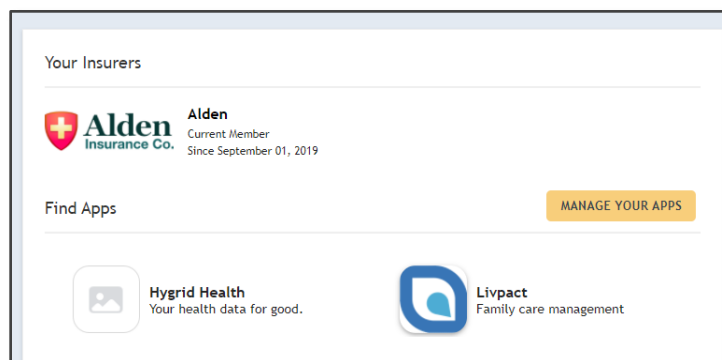 Your Insurers
Alden
Insurance Co.
Alden
Current Member
Since September 01, 2019
Find Apps
MANAGE YOUR APPS
Hygrid Health
Your health data for good.
Livpact
Family care management